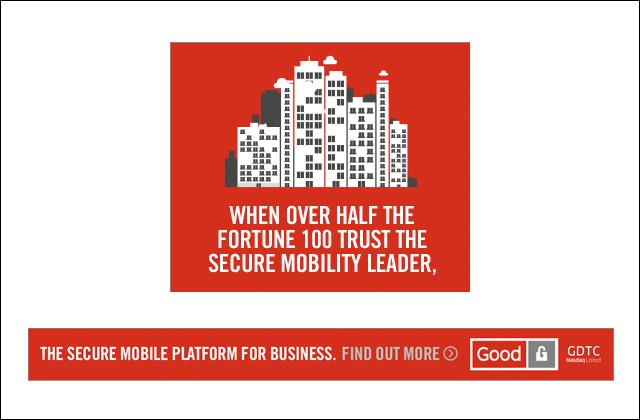 WHEN OVER HALF THE
FORTUNE 100 TRUST THE
SECURE MOBILITY LEADER,
THE SECURE MOBILE PLATFORM FOR BUSINESS. FIND OUT MORE
Good G
GDTC
Nasdaq Listed